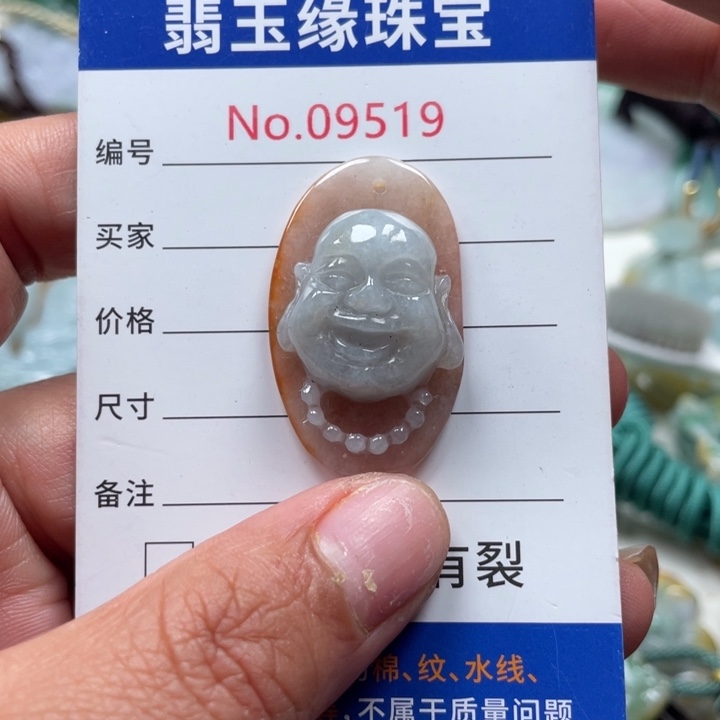 翡玉缘珠宝
No.09519
编号
买家
价格
尺寸
备注
有裂
棉、纹、水线、
,不属于质量问题